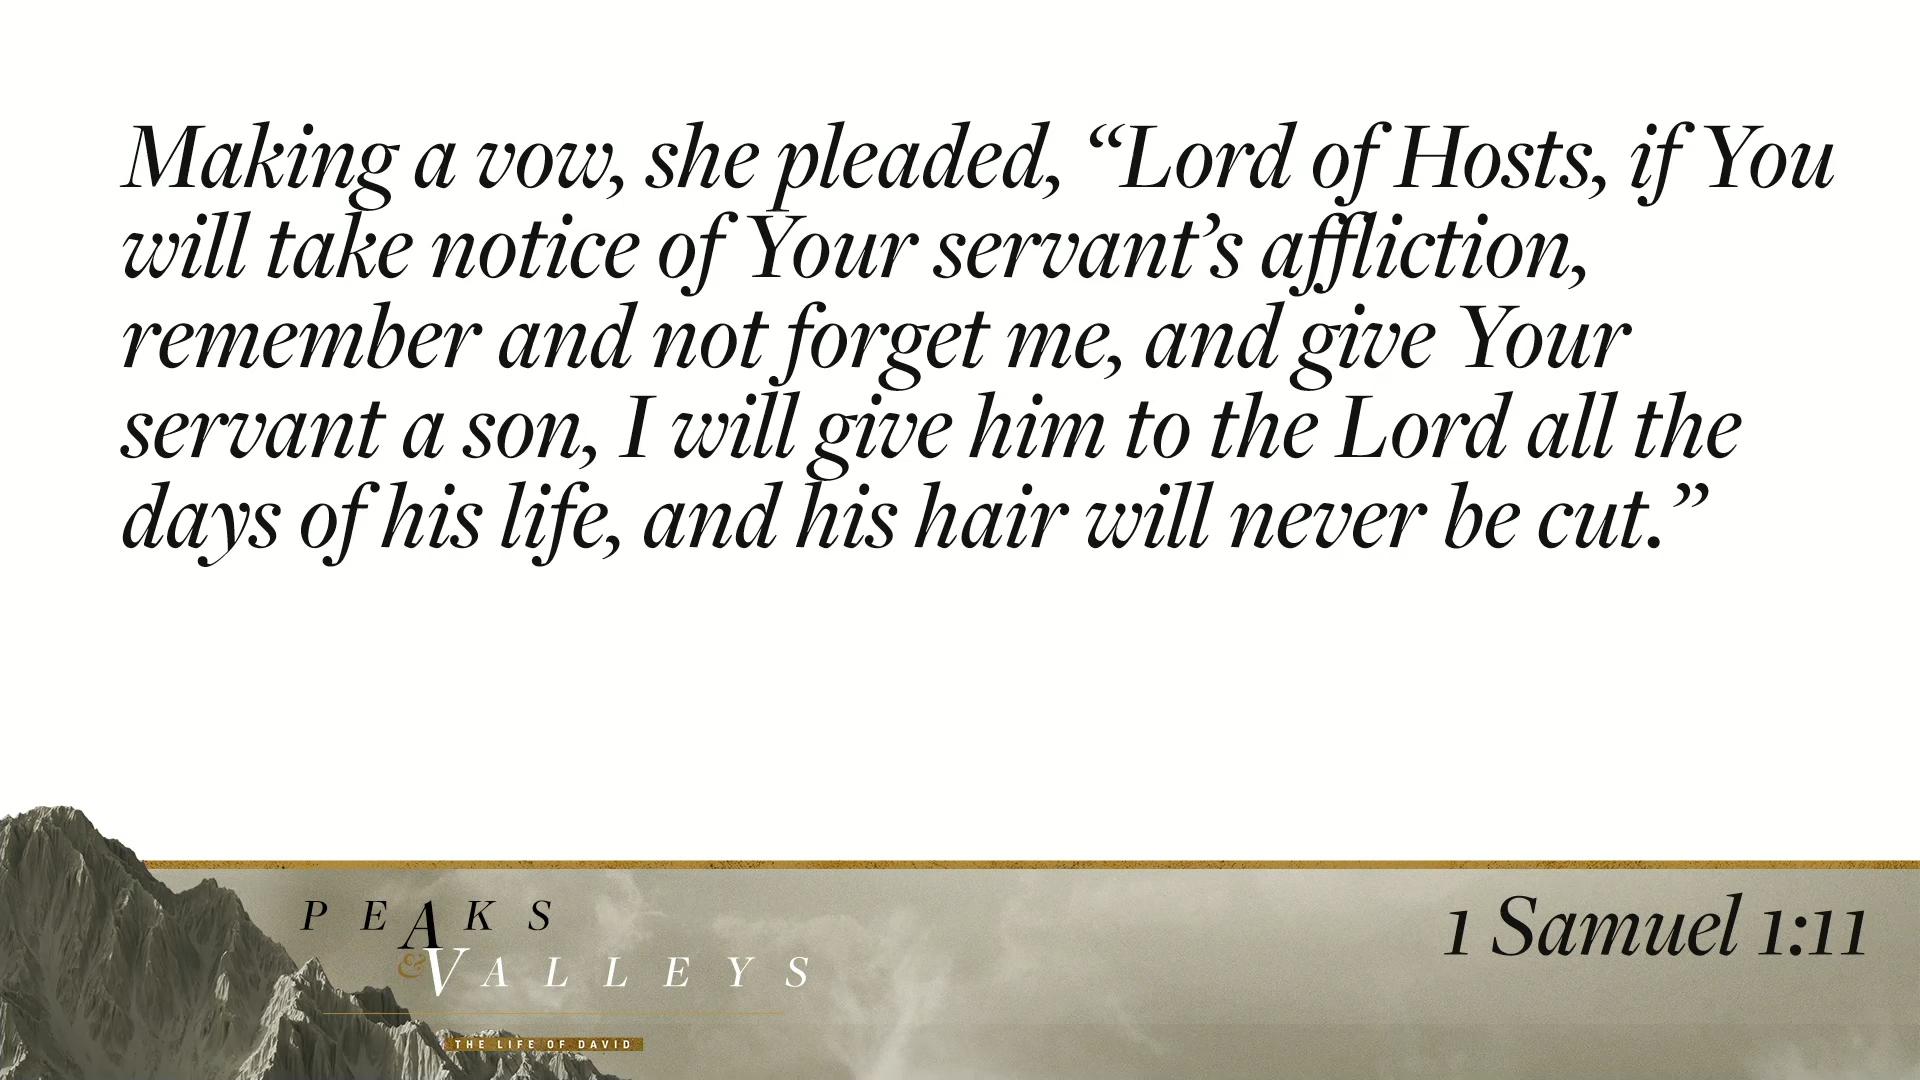 Making a vow, she pleaded, “Lord of Hosts, if You
will take notice of Your servant’s affliction,
remember and not forget me, and give Your
servant a son, I will give him to the Lord all the
days of his life, and his hair will never be cut.”
PEAKS
& VALLEYS
THE LIFE OF DAVID
1 Samuel 1:11